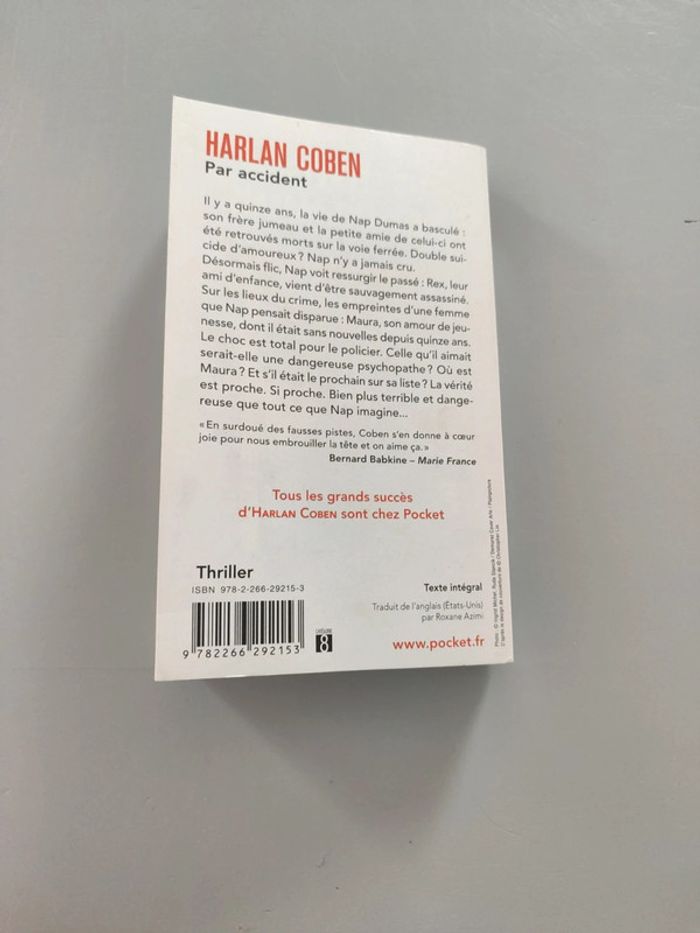 HARLAN COBEN
Par accident
Il y a quinze ans, la vie de Nap Dumas a basculé :
son frère jumeau et la petite amie de celui-ci ont
été retrouvés morts sur la voie ferrée. Double sui-
cide d'amoureux ? Nap n'y a jamais cru.
Désormais flic, Nap voit ressurgir le passé : Rex, leur
ami d'enfance, vient d'être sauvagement assassiné.
Sur les lieux du crime, les empreintes d'une femme
que Nap pensait disparue : Maura, son amour de jeu-
nesse, dont il était sans nouvelles depuis quinze ans.
Le choc est total pour le policier. Celle qu'il aimait
serait-elle une dangereuse psychopathe ? Où est
Maura ? Et s'il était le prochain sur sa liste ? La vérité
est proche. Si proche. Bien plus terrible et dange-
reuse que tout ce que Nap imagine...
« En surdoué des fausses pistes, Coben s'en donne à cœur
joie pour nous embrouiller la tête et on aime ça. »
Bernard Babkine – Marie France
Tous les grands succès
d'HARLAN COBEN sont chez Pocket
Thriller
ISBN 978-2-266-29215-3
9 782266 292153
CATÉGORIE
8
Texte intégral
Traduit de l'anglais (États-Unis)
par Roxane Azimi
www.pocket.fr